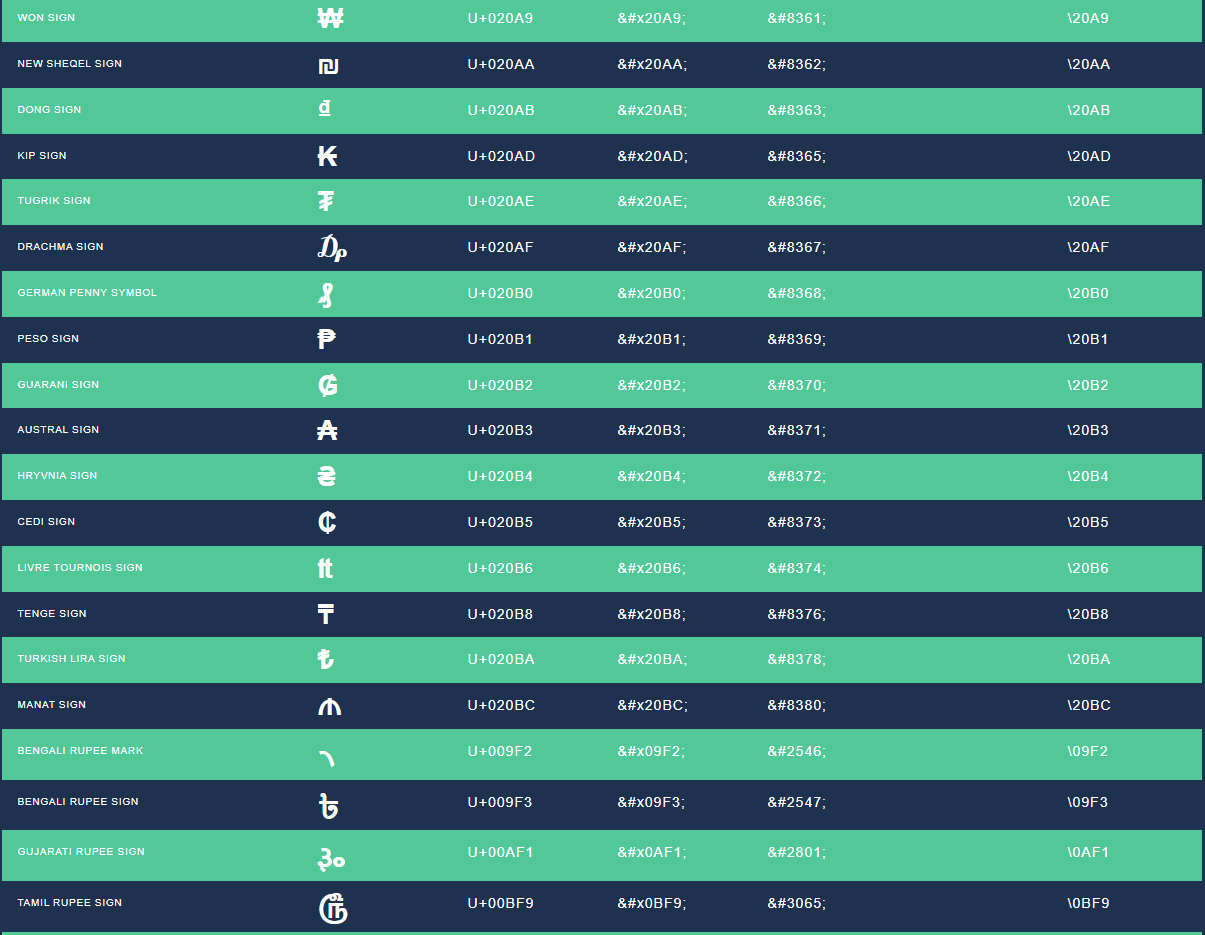 WON SIGN ₩ U+020A9 &#x20A9; &#8361; \20A9
NEW SHEQEL SIGN ₪ U+020AA &#x20AA; &#8362; \20AA
DONG SIGN ₫ U+020AB &#x20AB; &#8363; \20AB
KIP SIGN ₭ U+020AD &#x20AD; &#8365; \20AD
TUGRIK SIGN ₮ U+020AE &#x20AE; &#8366; \20AE
DRACHMA SIGN ₯ U+020AF &#x20AF; &#8367; \20AF
GERMAN PENNY SYMBOL ₰ U+020B0 &#x20B0; &#8368; \20B0
PESO SIGN ₱ U+020B1 &#x20B1; &#8369; \20B1
GUARANI SIGN ₲ U+020B2 &#x20B2; &#8370; \20B2
AUSTRAL SIGN ₳ U+020B3 &#x20B3; &#8371; \20B3
HRYVNIA SIGN ₴ U+020B4 &#x20B4; &#8372; \20B4
CEDI SIGN ₵ U+020B5 &#x20B5; &#8373; \20B5
LIVRE TOURNOIS SIGN ₶ U+020B6 &#x20B6; &#8374; \20B6
TENGE SIGN ₸ U+020B8 &#x20B8; &#8376; \20B8
TURKISH LIRA SIGN ₺ U+020BA &#x20BA; &#8378; \20BA
MANAT SIGN ₼ U+020BC &#x20BC; &#8380; \20BC
BENGALI RUPEE MARK ৲ U+009F2 &#x09F2; &#2546; \09F2
BENGALI RUPEE SIGN ৳ U+009F3 &#x09F3; &#2547; \09F3
GUJARATI RUPEE SIGN ૱ U+00AF1 &#x0AF1; &#2801; \0AF1
TAMIL RUPEE SIGN ௹ U+00BF9 &#x0BF9; &#3065; \0BF9